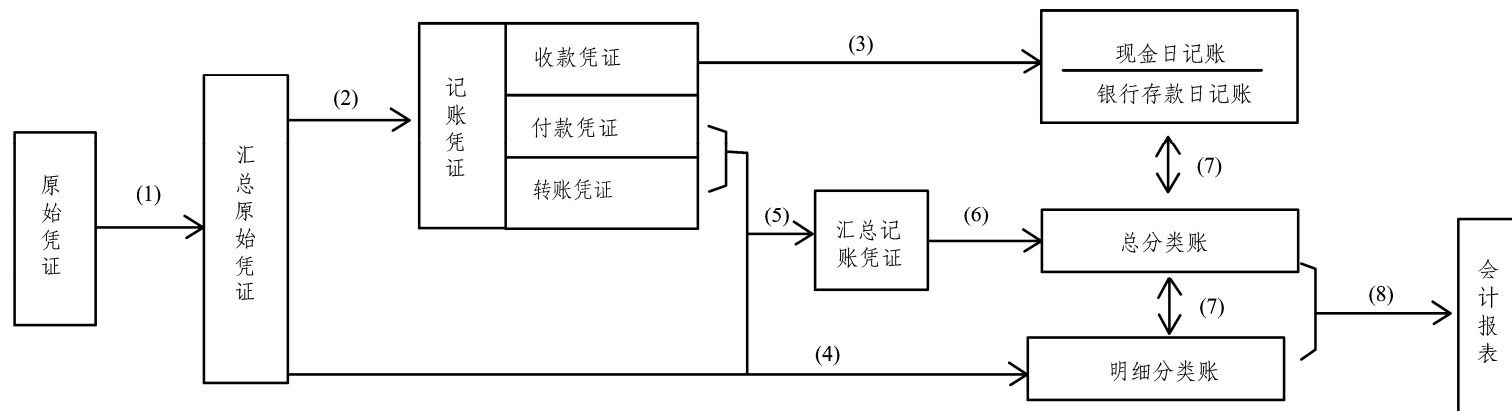 原始凭证
(1)
汇总原始凭证
(2)
记账凭证
收款凭证
付款凭证
转账凭证
(3)
现金日记账
银行存款日记账
(7)
(5)
汇总记
账凭证
(6)
总分类账
(7)
(4)
明细分类账
(8)
会计报表